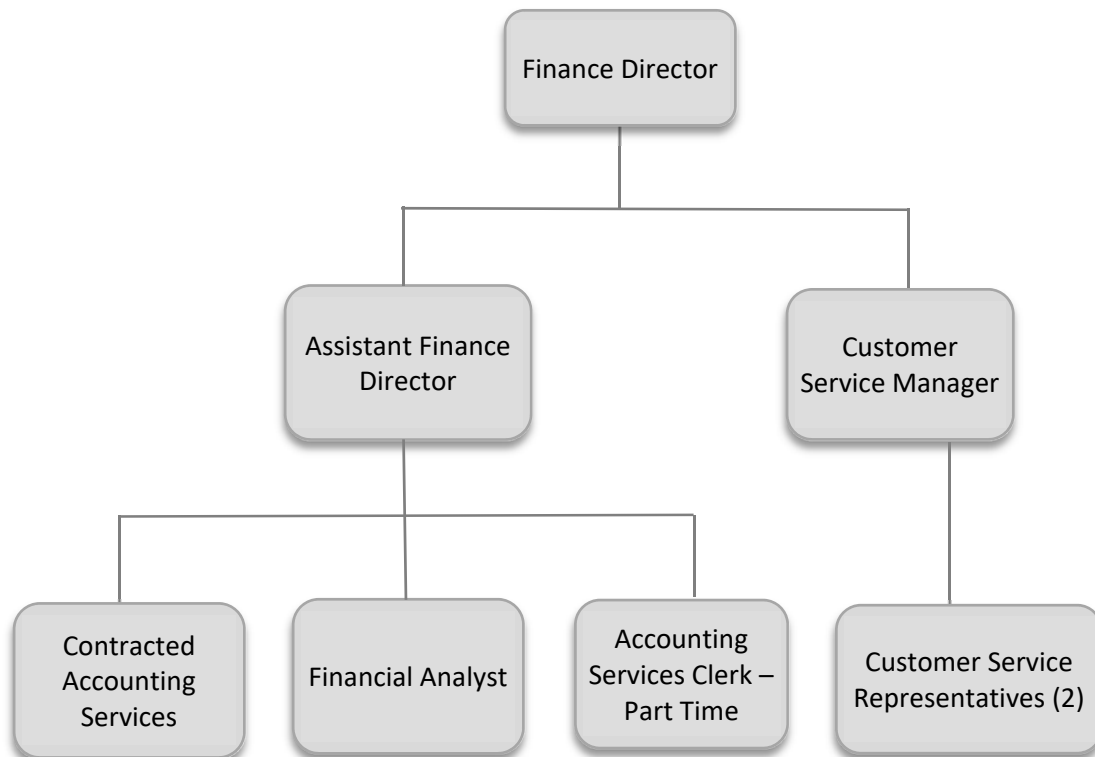 Finance Director
Assistant Finance
Director
Customer
Service Manager
Contracted
Accounting
Services
Financial Analyst
Accounting
Services Clerk –
Part Time
Customer Service
Representatives (2)